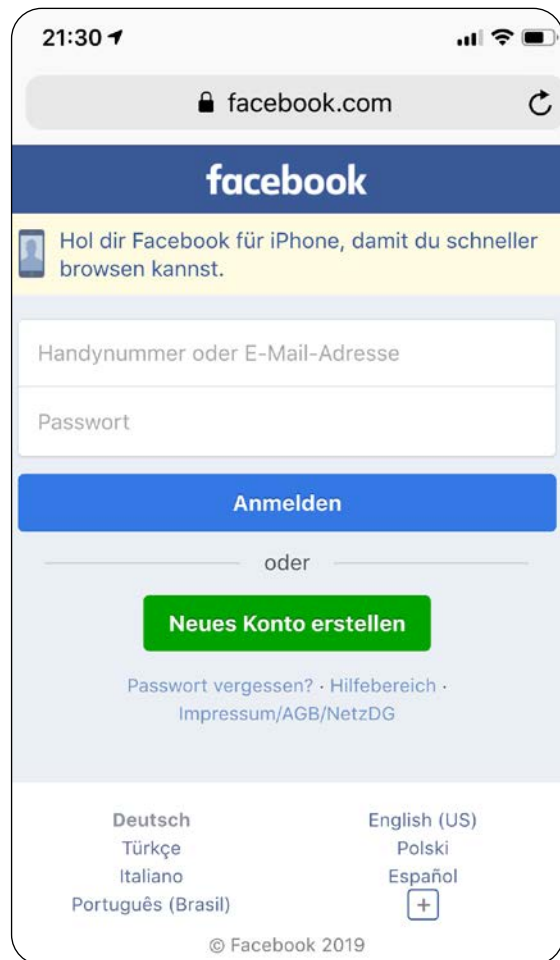 21:30
facebook.com
facebook
Hol dir Facebook für iPhone, damit du schneller
browsen kannst.
Handynummer oder E-Mail-Adresse
Passwort
Anmelden
oder
Neues Konto erstellen
Passwort vergessen? · Hilfebereich ·
Impressum/AGB/NetzDG
Deutsch English (US)
Türkçe Polski
Italiano Español
Português (Brasil) +
© Facebook 2019